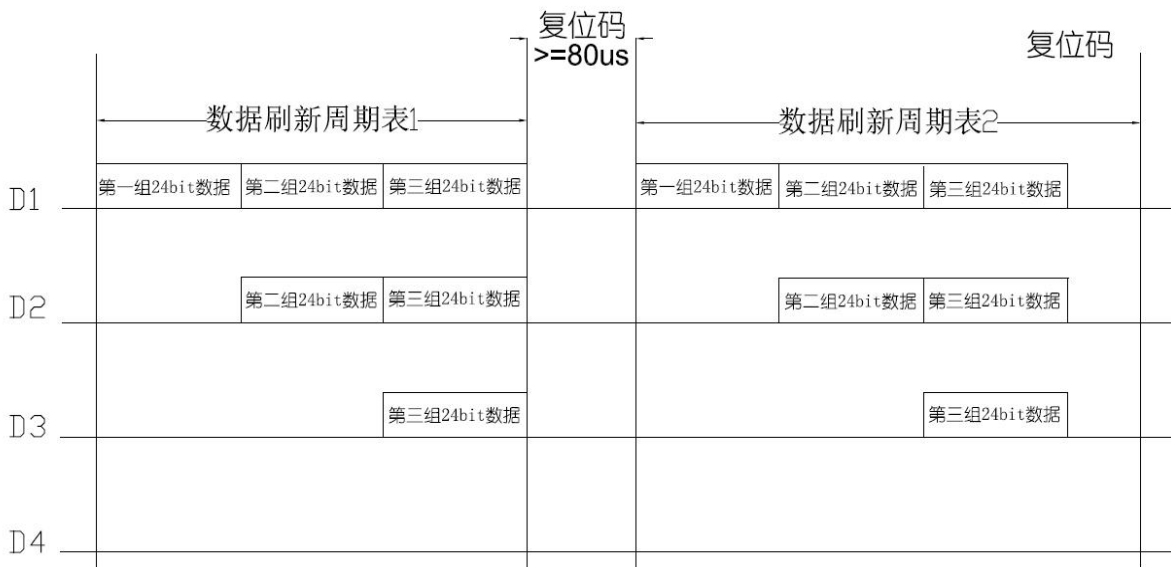 复位码
>=80us
复位码
数据刷新周期表1
数据刷新周期表2
D1
第一组24bit数据
第二组24bit数据
第三组24bit数据
第一组24bit数据
第二组24bit数据
第三组24bit数据
D2
第二组24bit数据
第三组24bit数据
第二组24bit数据
第三组24bit数据
D3
第三组24bit数据
第三组24bit数据
D4